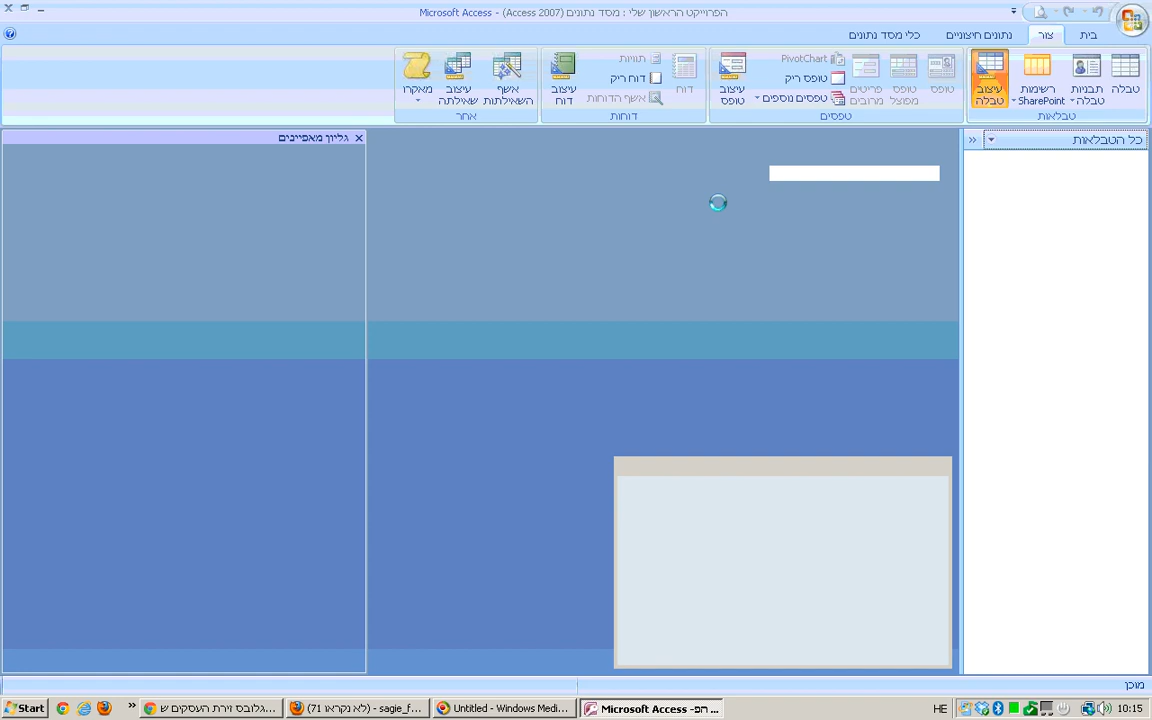 הפרוייקט הראשון שלי : מסד נתונים (Access 2007) - Microsoft Access
בית
צור
נתונים חיצוניים
כלי מסד נתונים
טבלה
תבניות טבלה
רשימות SharePoint
עיצוב טבלה
טבלאות
טופס
טופס מפוצל
פריטים מרובים
PivotChart
טופס ריק
טפסים נוספים
עיצוב טופס
טפסים
דוח
תוויות
דוח ריק
אשף הדוחות
עיצוב דוח
דוחות
אשף השאילתות
עיצוב שאילתה
מאקרו
אחר
כל הטבלאות
גליון מאפיינים
מוכן
Start
גלובס זירת העסקים ש...
(לא נקראו 71) - sagie_f...
Untitled - Windows Medi...
Microsoft Access -הפ ...
HE
10:15